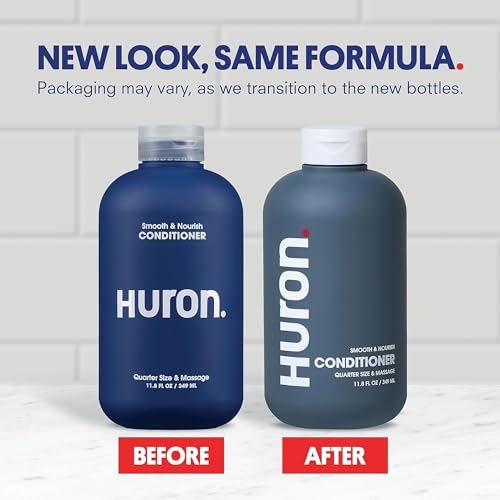 NEW LOOK, SAME FORMULA.
Packaging may vary, as we transition to the new bottles.
Smooth & Nourish
CONDITIONER
Huron.
Quarter Size & Massage
11.8 FL OZ / 349 ML
BEFORE
Huron.
SMOOTH & NOURISH
CONDITIONER
QUARTER SIZE & MASSAGE
11.8 FL OZ / 349 ML
AFTER